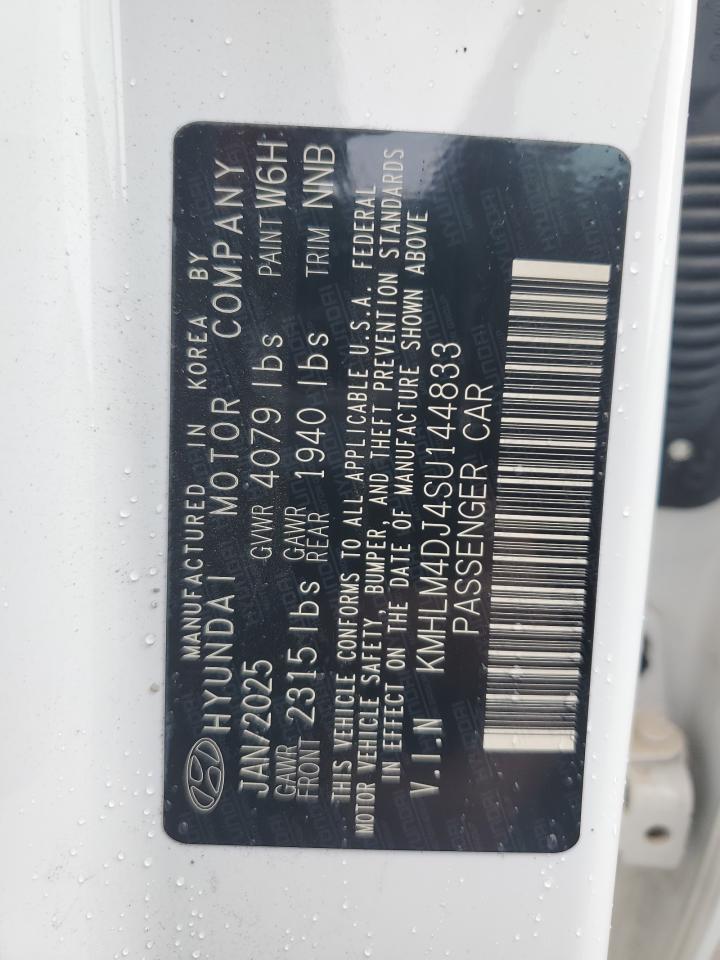 MANUFACTURED IN KOREA BY
HYUNDAI MOTOR COMPANY
JAN/2025 GVWR 4079 lbs PAINT W6H
GAWR FRONT 2315 lbs GAWR REAR 1940 lbs TRIM NNB
THIS VEHICLE CONFORMS TO ALL APPLICABLE U.S.A. FEDERAL
MOTOR VEHICLE SAFETY, BUMPER, AND THEFT PREVENTION STANDARDS
IN EFFECT ON THE DATE OF MANUFACTURE SHOWN ABOVE
V.I.N KMHLM4DJ4SU144833
PASSENGER CAR